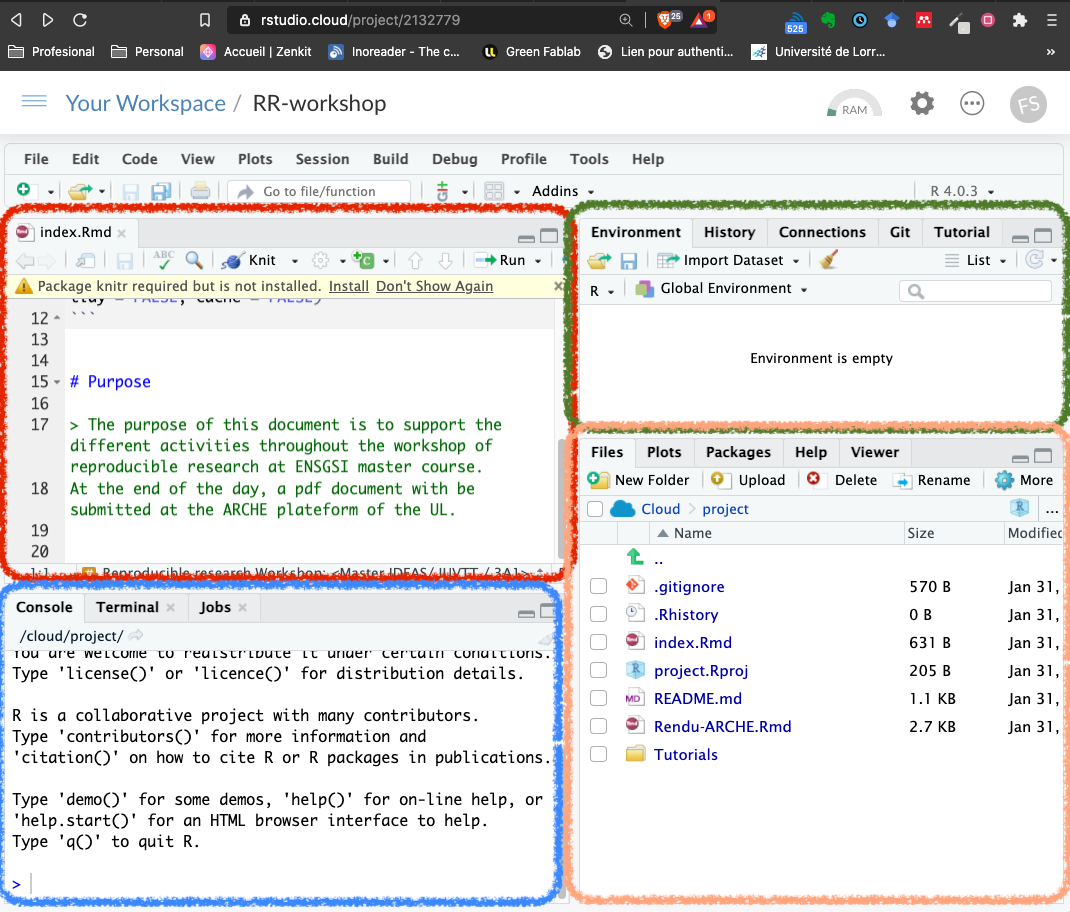 rstudio.cloud/project/2132779
25
1
525
Profesional Personal Accueil | Zenkit Inoreader - The c... Green Fablab Lien pour authenti... Université de Lorr... »
Your Workspace / RR-workshop
RAM
FS
File Edit Code View Plots Session Build Debug Profile Tools Help
Go to file/function Addins R 4.0.3
index.Rmd
ABC Knit Run
Package knitr required but is not installed. Install Don't Show Again
12 ```
13
14
15 # Purpose
16
17 > The purpose of this document is to support the
different activities throughout the workshop of
reproducible research at ENSGSI master course.
18 At the end of the day, a pdf document with be
submitted at the ARCHE plateform of the UL.
19
20
1:1 Reproducible research Workshop: <Master IDEAS/IUVTT / 3A1>
Console Terminal Jobs
/cloud/project/
You are welcome to redistribute it under certain conditions.
Type 'license()' or 'licence()' for distribution details.
R is a collaborative project with many contributors.
Type 'contributors()' for more information and
'citation()' on how to cite R or R packages in publications.
Type 'demo()' for some demos, 'help()' for on-line help, or
'help.start()' for an HTML browser interface to help.
Type 'q()' to quit R.
>
Environment History Connections Git Tutorial
Import Dataset List
R Global Environment
Environment is empty
Files Plots Packages Help Viewer
New Folder Upload Delete Rename More
Cloud > project ...
Name Size Modified
..
.gitignore 570 B Jan 31,
.Rhistory 0 B Jan 31,
index.Rmd 631 B Jan 31,
project.Rproj 205 B Jan 31,
README.md 1.1 KB Jan 31,
Rendu-ARCHE.Rmd 2.7 KB Jan 31,
Tutorials